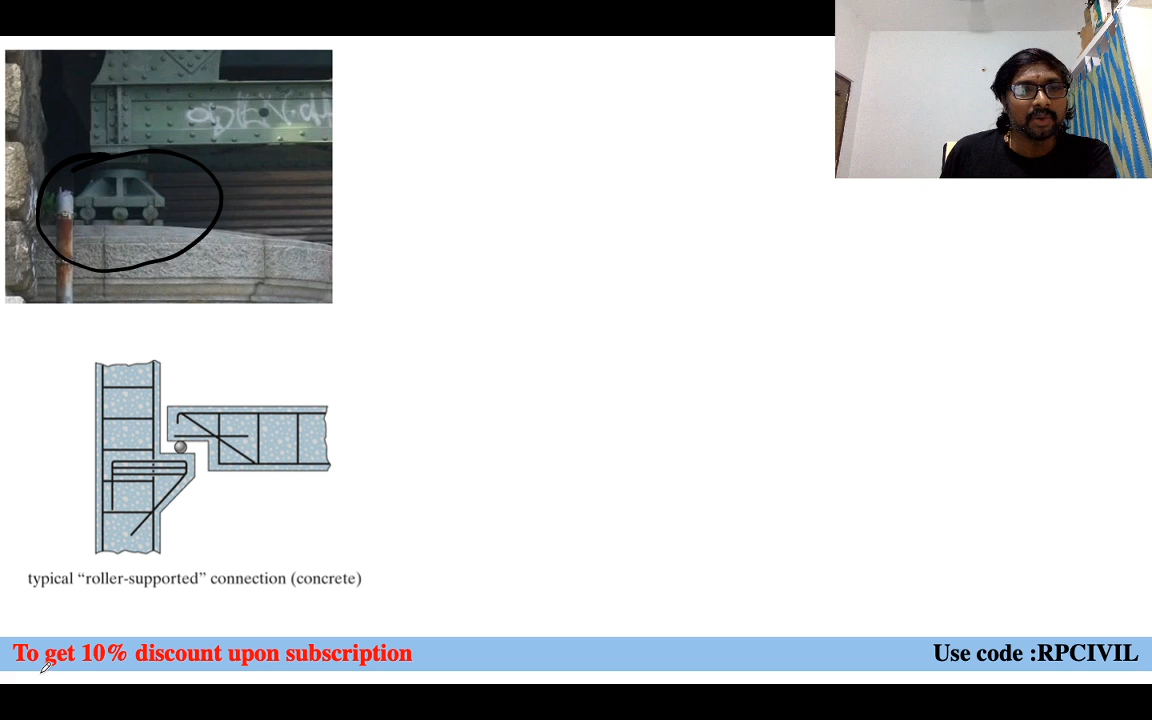 typical “roller-supported” connection (concrete)
To get 10% discount upon subscription
Use code :RPCIVIL